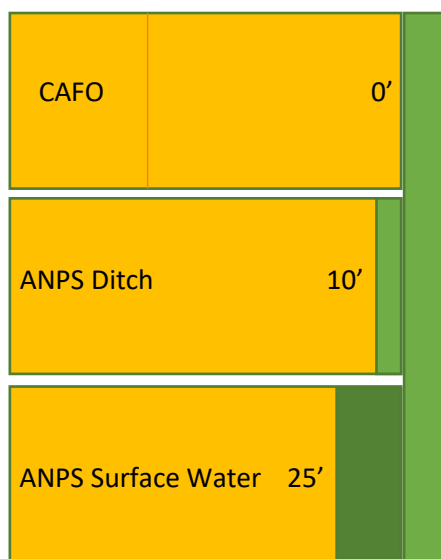 CAFO 0’
ANPS Ditch 10’
ANPS Surface Water 25’